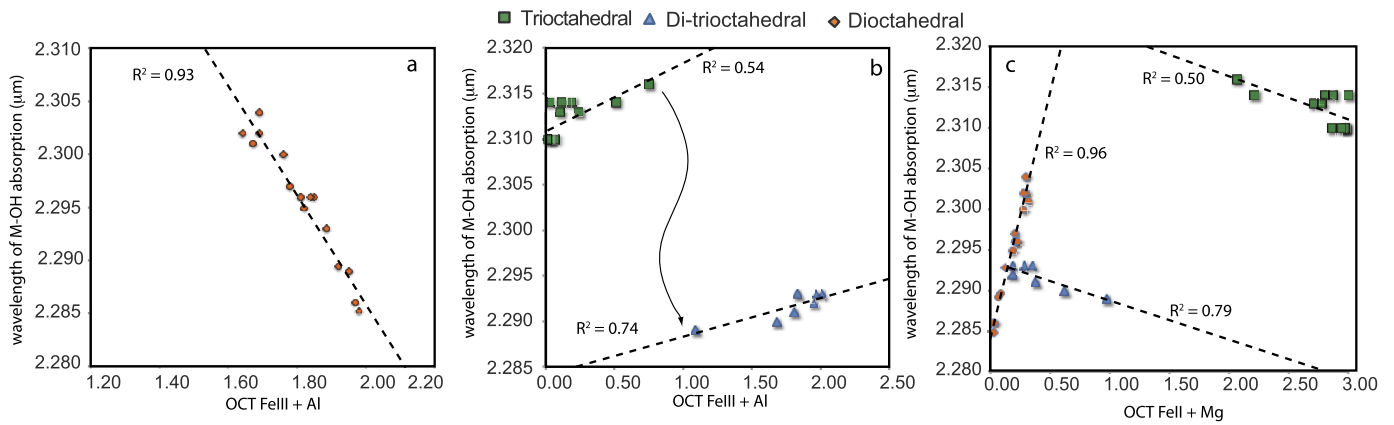 Trioctahedral Di-trioctahedral Dioctahedral
a
R² = 0.93
wavelength of M-OH absorption (μm)
2.310
2.305
2.300
2.295
2.290
2.285
2.280
1.20 1.40 1.60 1.80 2.00 2.20
OCT FeIII + Al
b
R² = 0.54
R² = 0.74
wavelength of M-OH absorption (μm)
2.320
2.315
2.310
2.305
2.300
2.295
2.290
2.285
0.00 0.50 1.00 1.50 2.00 2.50
OCT FeIII + Al
c
R² = 0.50
R² = 0.96
R² = 0.79
wavelength of M-OH absorption (μm)
2.320
2.315
2.310
2.305
2.300
2.295
2.290
2.285
2.280
0.00 0.50 1.00 1.50 2.00 2.50 3.00
OCT FeII + Mg